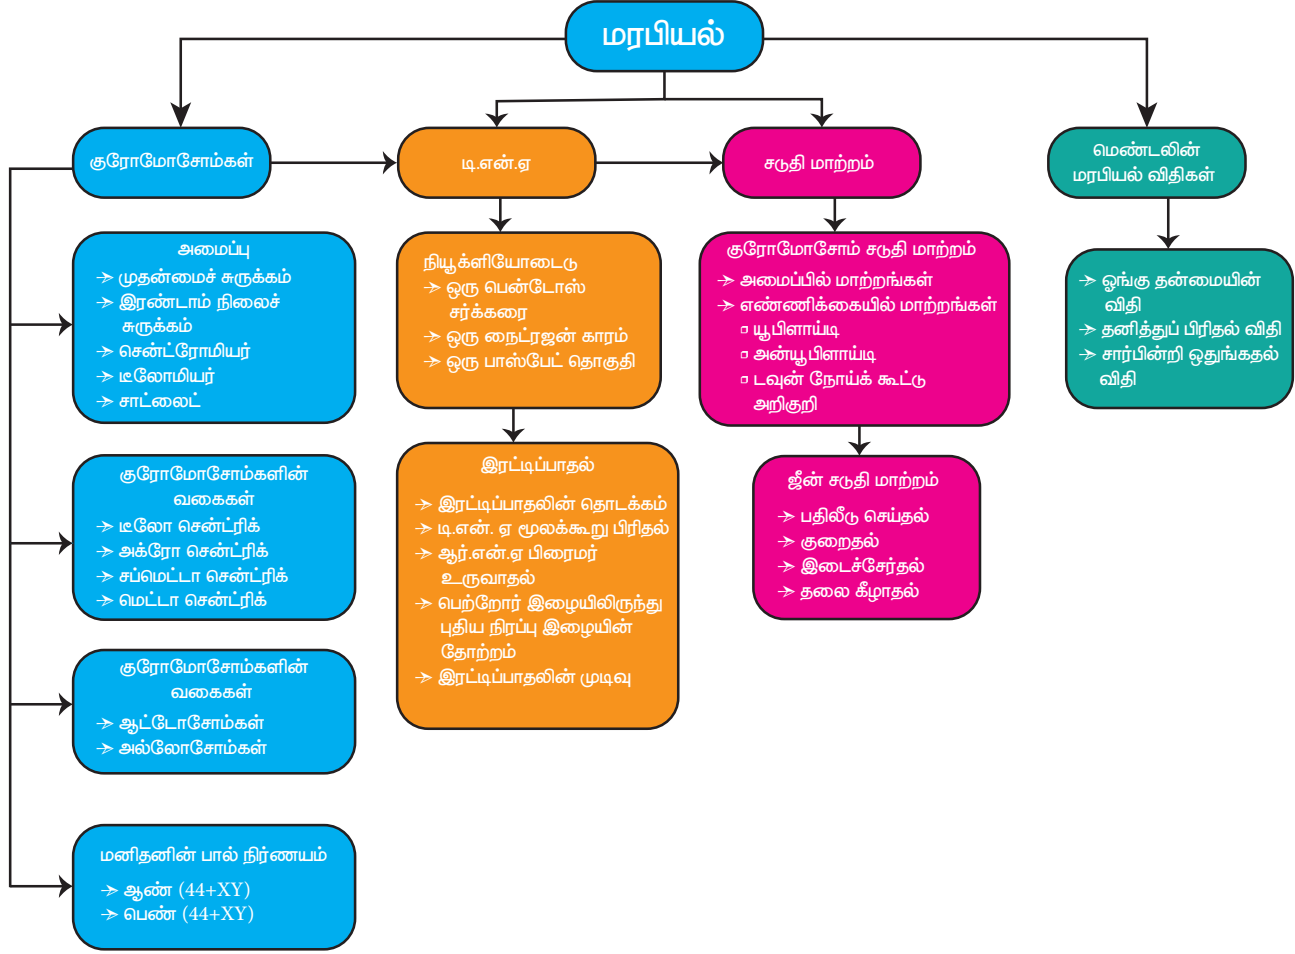 மரபியல்
குரோமோசோம்கள்
அமைப்பு
முதன்மைச் சுருக்கம்
இரண்டாம் நிலைச்
சுருக்கம்
சென்ட்ரோமியர்
டீலோமியர்
சாட்லைட்
குரோமோசோம்களின்
வகைகள்
டீலோ சென்ட்ரிக்
அக்ரோ சென்ட்ரிக்
சப்மெட்டா சென்ட்ரிக்
மெட்டா சென்ட்ரிக்
குரோமோசோம்களின்
வகைகள்
ஆட்டோசோம்கள்
அல்லோசோம்கள்
மனிதனின் பால் நிர்ணயம்
ஆண் (44+XY)
பெண் (44+XY)
டி.என்.ஏ
நியூக்ளியோடைடு
ஒரு பென்டோஸ்
சர்க்கரை
ஒரு நைட்ரஜன் காரம்
ஒரு பாஸ்பேட் தொகுதி
இரட்டிப்பாதல்
இரட்டிப்பாதலின் தொடக்கம்
டி.என். ஏ மூலக்கூறு பிரிதல்
ஆர்.என்.ஏ பிரைமர்
உருவாதல்
பெற்றோர் இழையிலிருந்து
புதிய நிரப்பு இழையின்
தோற்றம்
இரட்டிப்பாதலின் முடிவு
சடுதி மாற்றம்
குரோமோசோம் சடுதி மாற்றம்
அமைப்பில் மாற்றங்கள்
எண்ணிக்கையில் மாற்றங்கள்
யூபிளாய்டி
அன்யூபிளாய்டி
டவுன் நோய்க் கூட்டு
அறிகுறி
ஜீன் சடுதி மாற்றம்
பதிலீடு செய்தல்
குறைதல்
இடைச்சேர்தல்
தலை கீழாதல்
மெண்டலின்
மரபியல் விதிகள்
ஓங்கு தன்மையின்
விதி
தனித்துப் பிரிதல் விதி
சார்பின்றி ஒதுங்கதல்
விதி